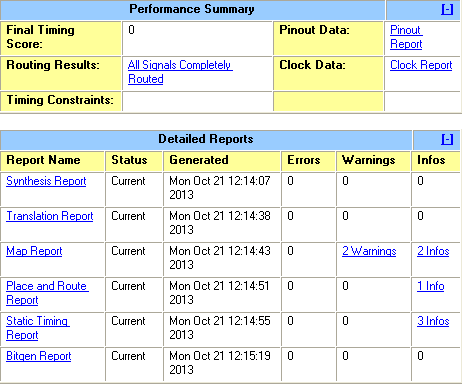 Performance Summary [-]
Final Timing Score: 0 Pinout Data: Pinout Report
Routing Results: All Signals Completely Routed Clock Data: Clock Report
Timing Constraints:
Detailed Reports [-]
Report Name Status Generated Errors Warnings Infos
Synthesis Report Current Mon Oct 21 12:14:07 2013 0 0 0
Translation Report Current Mon Oct 21 12:14:38 2013 0 0 0
Map Report Current Mon Oct 21 12:14:43 2013 0 2 Warnings 2 Infos
Place and Route Report Current Mon Oct 21 12:14:51 2013 0 0 1 Info
Static Timing Report Current Mon Oct 21 12:14:55 2013 0 0 3 Infos
Bitgen Report Current Mon Oct 21 12:15:19 2013 0 0 0